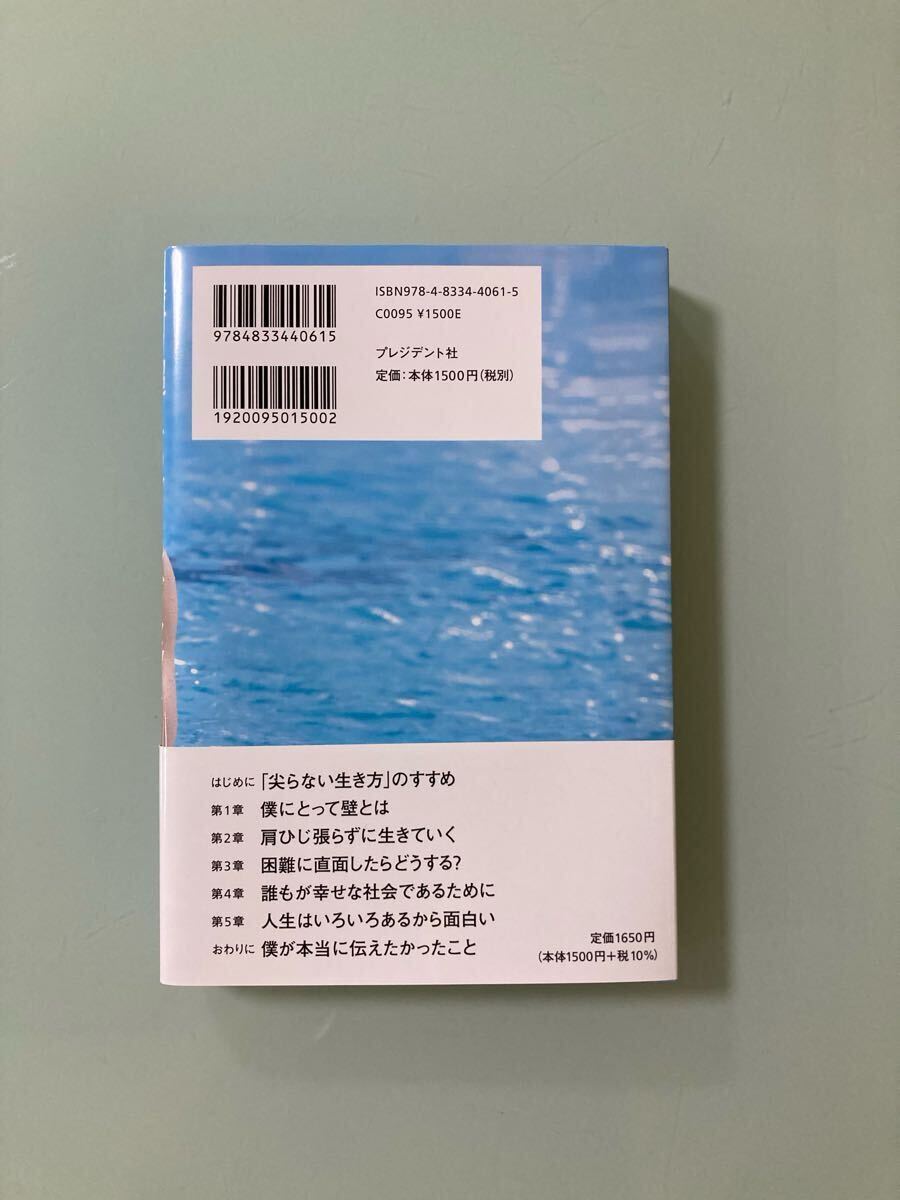 ISBN978-4-8334-4061-5
C0095 ¥1500E
9784833440615
プレジデント社
定価：本体1500円（税別）
1920095015002
はじめに 「尖らない生き方」のすすめ
第1章 僕にとって壁とは
第2章 肩ひじ張らずに生きていく
第3章 困難に直面したらどうする？
第4章 誰もが幸せな社会であるために
第5章 人生はいろいろあるから面白い
おわりに 僕が本当に伝えたかったこと
定価1650円
（本体1500円＋税10%）